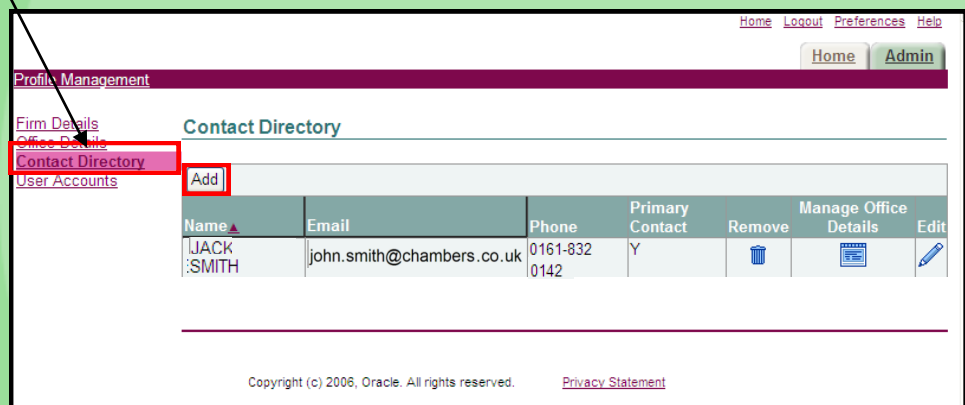 Home Logout Preferences Help
Home Admin
Profile Management
Firm Details
Office Details
Contact Directory
User Accounts
Contact Directory
Add
Name Email Phone Primary Contact Remove Manage Office Details Edit
JACK SMITH john.smith@chambers.co.uk 0161-832 0142 Y
Copyright (c) 2006, Oracle. All rights reserved. Privacy Statement